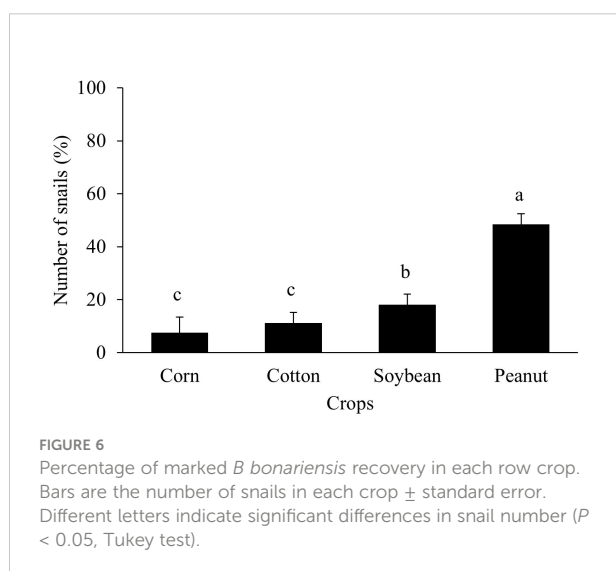 100
80
60
40
20
0
Number of snails (%)
c
c
b
a
Corn Cotton Soybean Peanut
Crops
FIGURE 6
Percentage of marked B bonariensis recovery in each row crop.
Bars are the number of snails in each crop ± standard error.
Different letters indicate significant differences in snail number (P
< 0.05, Tukey test).